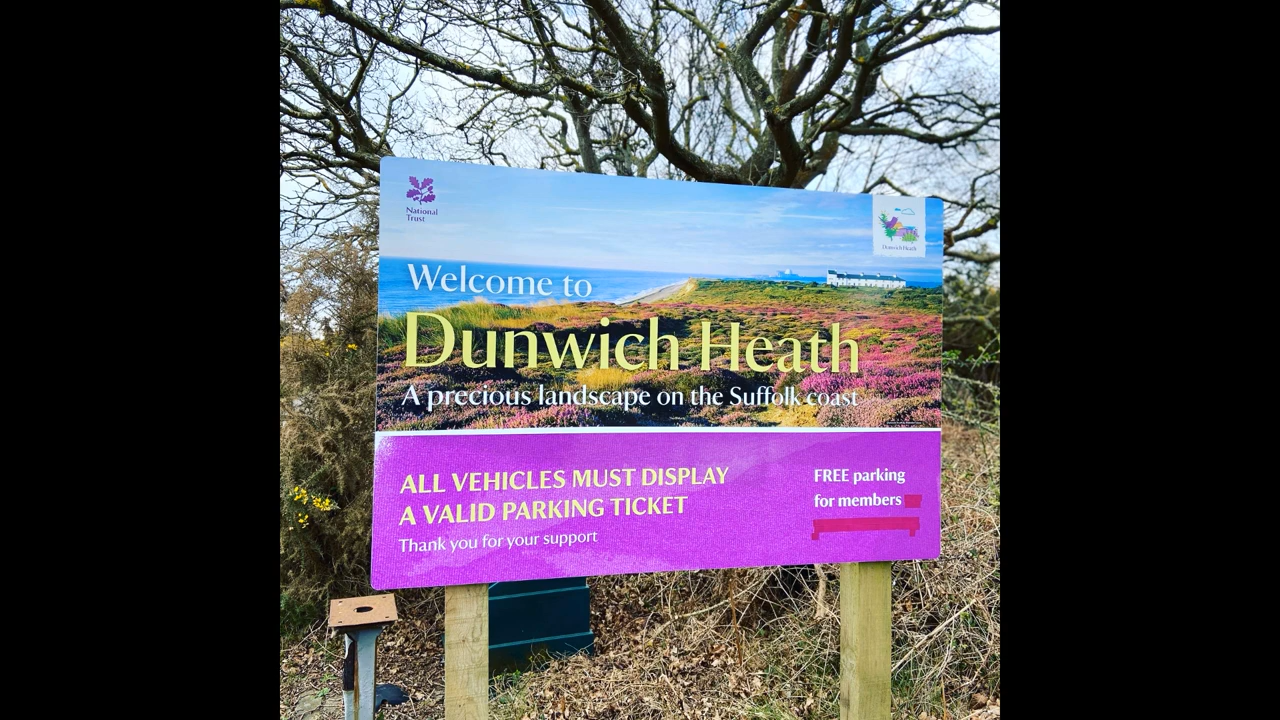 National
Trust
Dunwich Heath
Welcome to
Dunwich Heath
A precious landscape on the Suffolk coast
ALL VEHICLES MUST DISPLAY
A VALID PARKING TICKET
Thank you for your support
FREE parking
for members